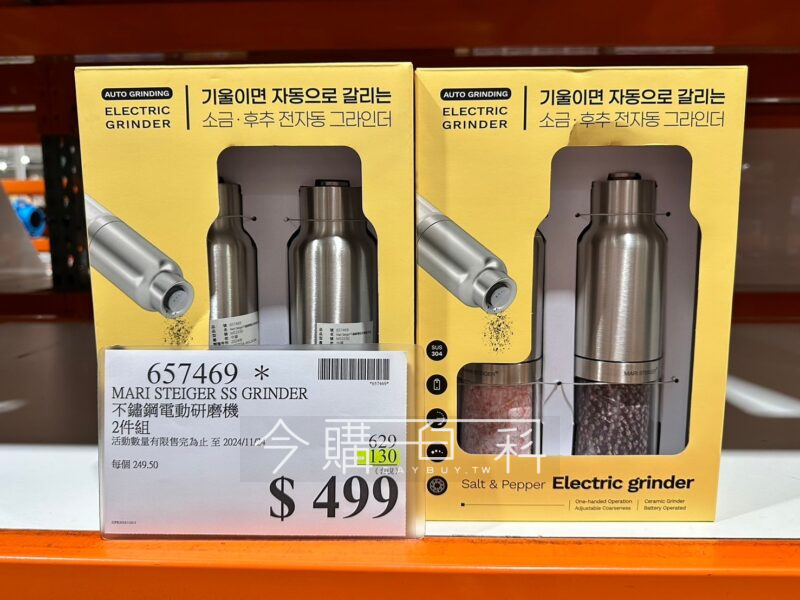 AUTO GRINDING
ELECTRIC
GRINDER
기울이면 자동으로 갈리는
소금·후추 전자동 그라인더
AUTO GRINDING
ELECTRIC
GRINDER
기울이면 자동으로 갈리는
소금·후추 전자동 그라인더
657469
SUS
304
MARI STEIGER
657469 *
*657469*
MARI STEIGER SS GRINDER
不鏽鋼電動研磨機
2件組
活動數量有限售完為止 至 2024/11/24
每個 249.50
629
130
$ 499
今購百科
Salt & Pepper Electric grinder
One-handed Operation
Adjustable Coarseness
Ceramic Grinder
Battery Operated